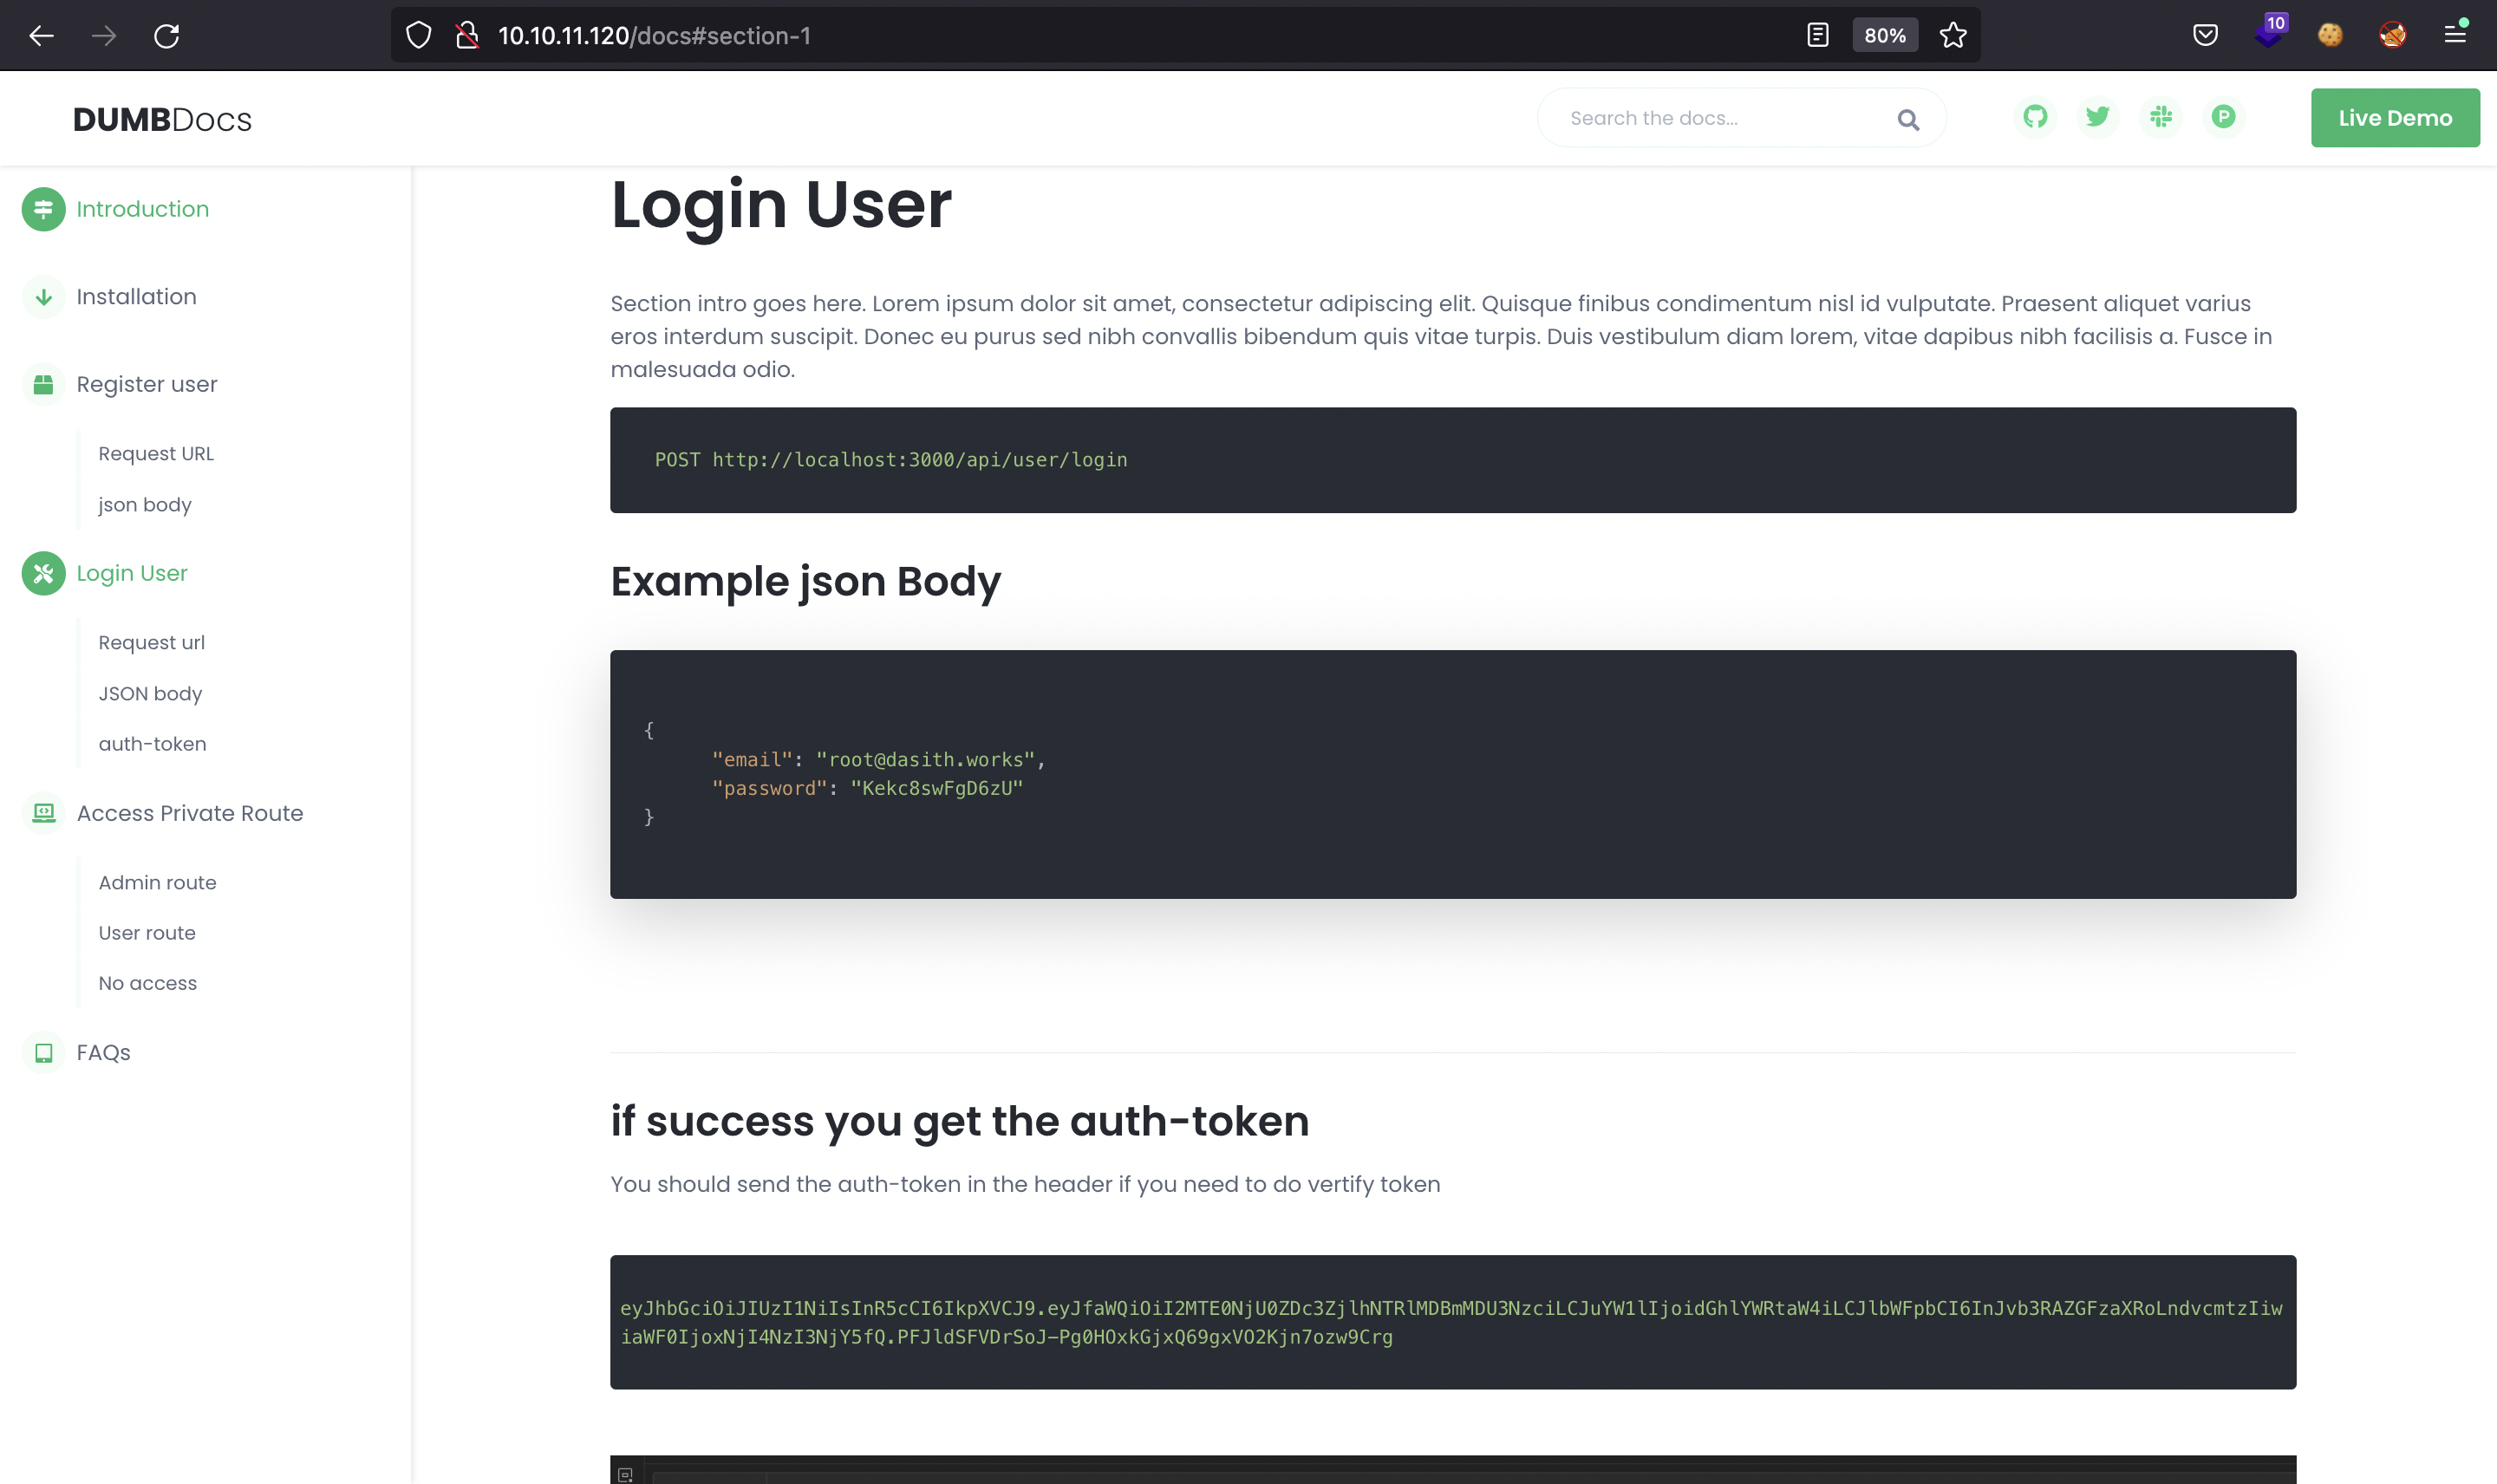 10.10.11.120/docs#section-1
80%
10
DUMBDocs
Search the docs...
Live Demo
Introduction
Installation
Register user
Request URL
json body
Login User
Request url
JSON body
auth-token
Access Private Route
Admin route
User route
No access
FAQs
Login User
Section intro goes here. Lorem ipsum dolor sit amet, consectetur adipiscing elit. Quisque finibus condimentum nisl id vulputate. Praesent aliquet varius
eros interdum suscipit. Donec eu purus sed nibh convallis bibendum quis vitae turpis. Duis vestibulum diam lorem, vitae dapibus nibh facilisis a. Fusce in
malesuada odio.
POST http://localhost:3000/api/user/login
Example json Body
{
"email": "root@dasith.works",
"password": "Kekc8swFgD6zU"
}
if success you get the auth-token
You should send the auth-token in the header if you need to do vertify token
eyJhbGciOiJIUzI1NiIsInR5cCI6IkpXVCJ9.eyJfaWQiOiI2MTE0NjU0ZDc3ZjlhNTRlMDBmMDU3NzciLCJuYW1lIjoidGhlYWRtaW4iLCJlbWFpbCI6InJvb3RAZGFzaXRoLndvcmtzIiw
iaWF0IjoxNjI4NzI3NjY5fQ.PFJldSFVDrSoJ-Pg0HOxkGjxQ69gxVO2Kjn7ozw9Crg